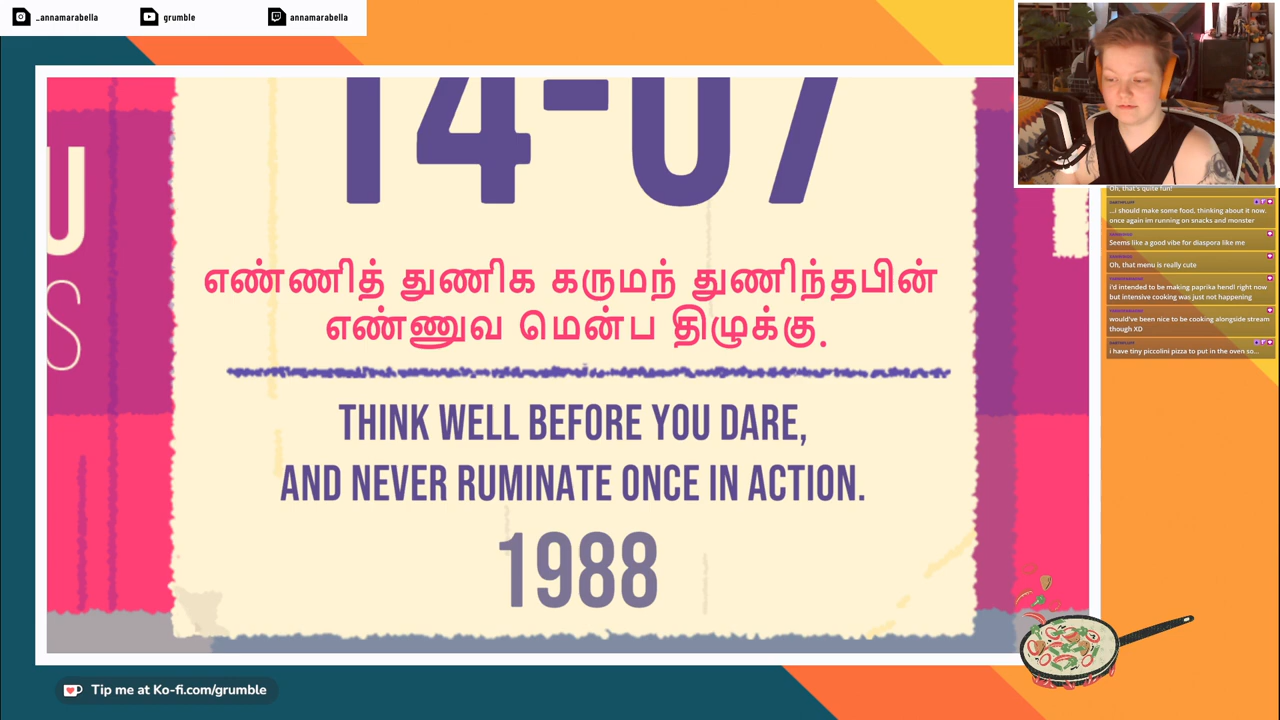 _annamarabella
grumble
annamarabella
14-07
எண்ணித் துணிக கருமந் துணிந்தபின்
எண்ணுவ மென்ப திழுக்கு.
THINK WELL BEFORE YOU DARE,
AND NEVER RUMINATE ONCE IN ACTION.
1988
U
S
Oh, that's quite fun!
...i should make some food, thinking about it now.
once again im running on snacks and monster
Seems like a good vibe for diaspora like me
Oh, that menu is really cute
i'd intended to be making paprika hendl right now
but intensive cooking was just not happening
would've been nice to be cooking alongside stream
though XD
i have tiny piccolini pizza to put in the oven so...
Tip me at Ko-fi.com/grumble